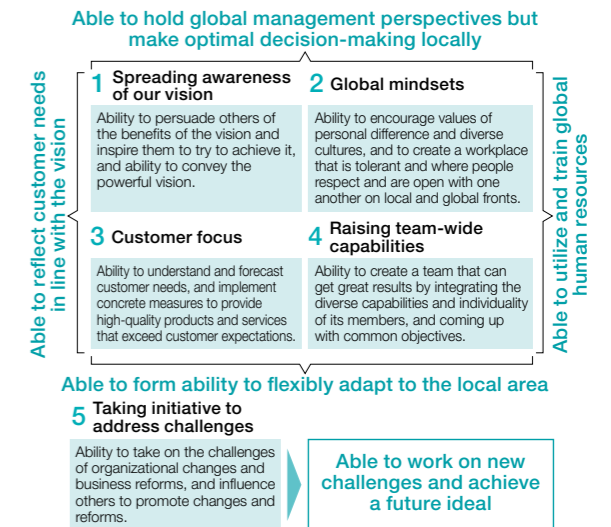 Able to hold global management perspectives but
make optimal decision-making locally
Able to reflect customer needs
in line with the vision
1 Spreading awareness
of our vision
Ability to persuade others of
the benefits of the vision and
inspire them to try to achieve it,
and ability to convey the
powerful vision.
2 Global mindsets
Ability to encourage values of
personal difference and diverse
cultures, and to create a workplace
that is tolerant and where people
respect and are open with one
another on local and global fronts.
3 Customer focus
Ability to understand and forecast
customer needs, and implement
concrete measures to provide
high-quality products and services
that exceed customer expectations.
4 Raising team-wide
capabilities
Ability to create a team that can
get great results by integrating the
diverse capabilities and individuality
of its members, and coming up
with common objectives.
Able to utilize and train global
human resources
Able to form ability to flexibly adapt to the local area
5 Taking initiative to
address challenges
Ability to take on the challenges
of organizational changes and
business reforms, and influence
others to promote changes and
reforms.
Able to work on new
challenges and achieve
a future ideal